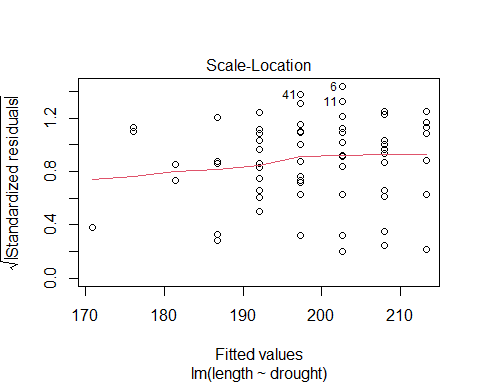 Scale-Location
√|Standardized residuals|
0.0 0.4 0.8 1.2
41
6
11
170 180 190 200 210
Fitted values
lm(length ~ drought)